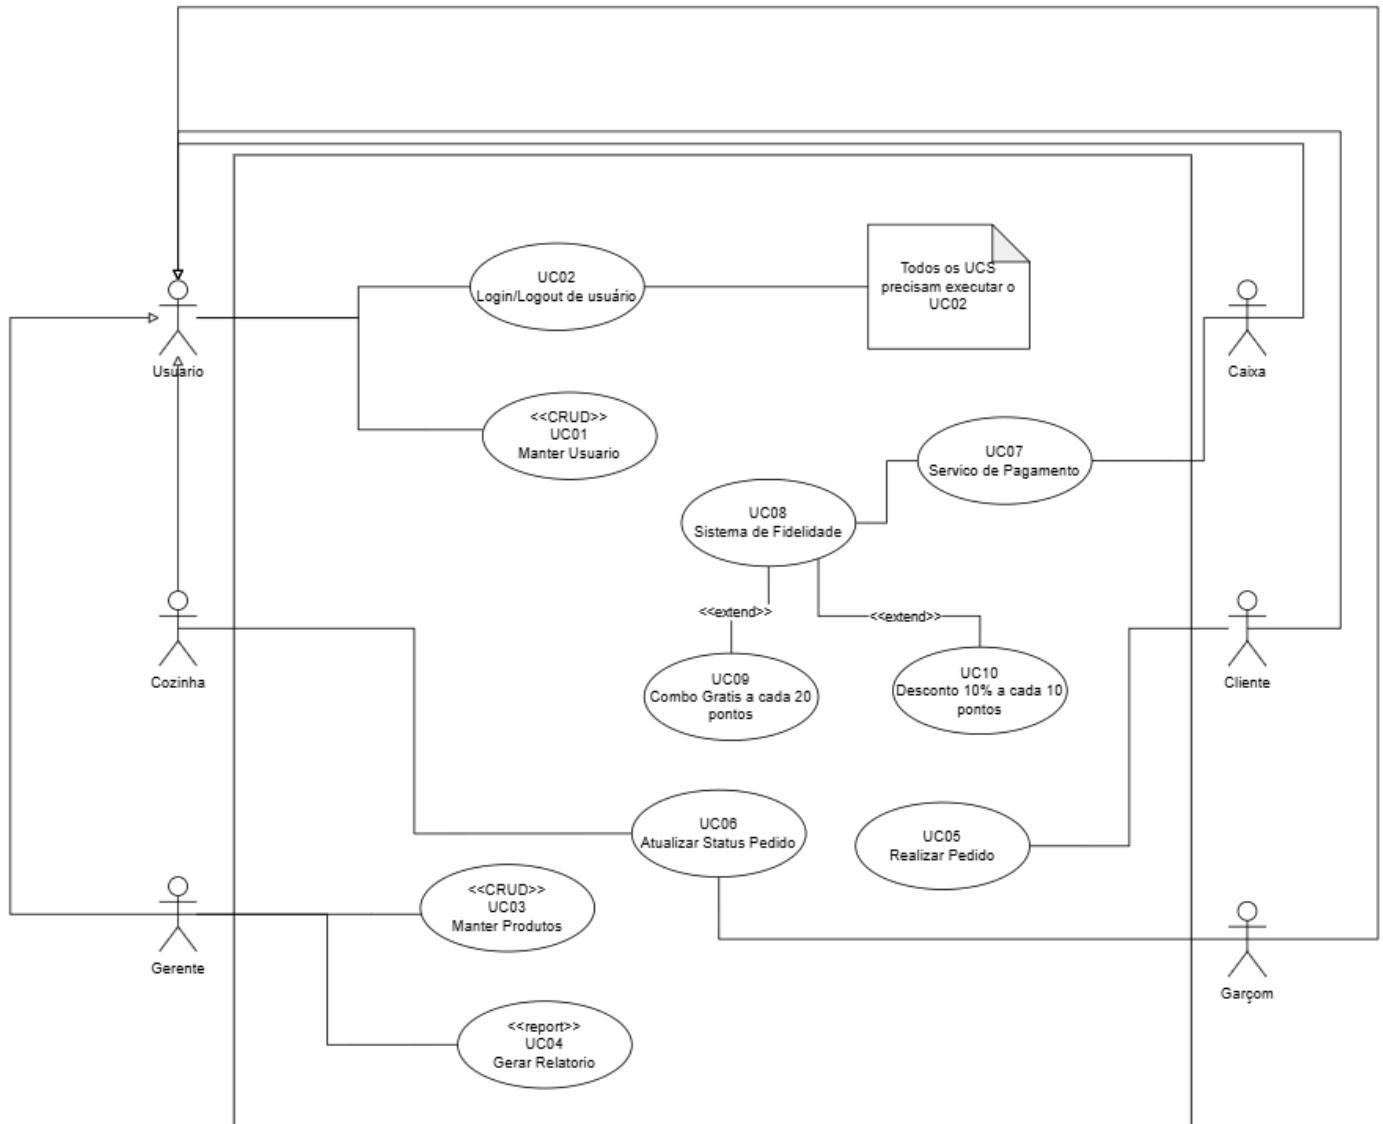 UC02
Login/Logout de usuário
Todos os UCS
precisam executar o
UC02
Usuario
Caixa
<<CRUD>>
UC01
Manter Usuario
UC07
Servico de Pagamento
UC08
Sistema de Fidelidade
<<extend>>
<<extend>>
UC09
Combo Gratis a cada 20
pontos
UC10
Desconto 10% a cada 10
pontos
Cozinha
Cliente
UC06
Atualizar Status Pedido
UC05
Realizar Pedido
<<CRUD>>
UC03
Manter Produtos
Gerente
Garçom
<<report>>
UC04
Gerar Relatorio